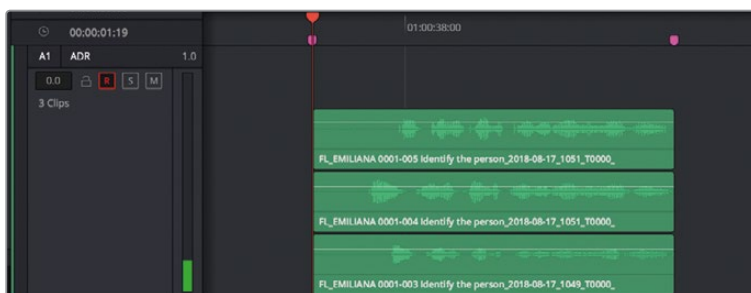 00:00:01:19
01:00:38:00
A1 ADR 1.0
0.0 R S M
3 Clips
FL_EMILIANA 0001-005 Identify the person_2018-08-17_1051_T0000_
FL_EMILIANA 0001-004 Identify the person_2018-08-17_1051_T0000_
FL_EMILIANA 0001-003 Identify the person_2018-08-17_1049_T0000_